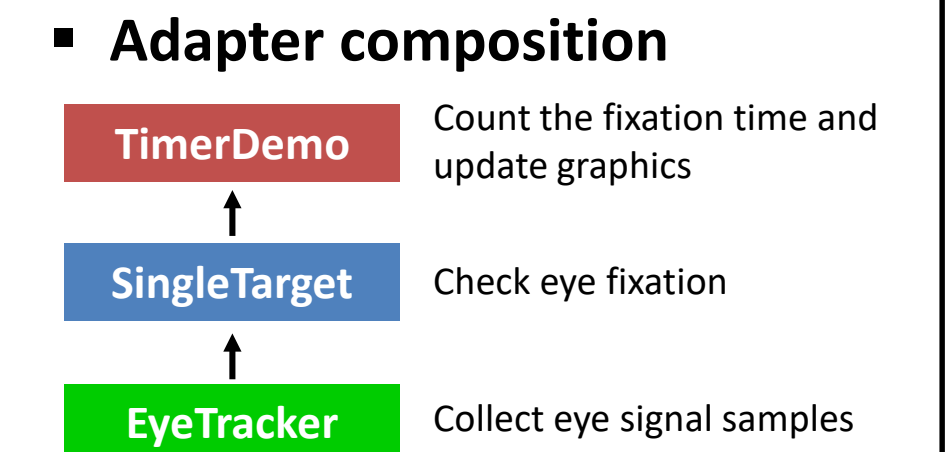 ▪ Adapter composition
TimerDemo
Count the fixation time and
update graphics
SingleTarget
Check eye fixation
EyeTracker
Collect eye signal samples